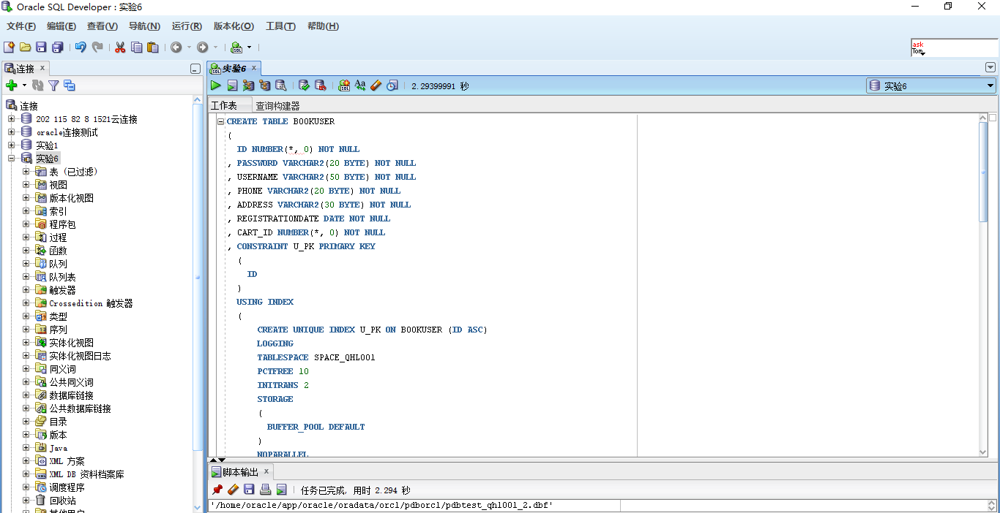 Oracle SQL Developer : 实验6
文件(F) 编辑(E) 查看(V) 导航(N) 运行(R) 版本化(O) 工具(T) 帮助(H)
ask
Tom
连接
实验6
2.29399991 秒
实验6
连接
202 115 82 8 1521云连接
oracle连接测试
实验1
实验6
表 (已过滤)
视图
版本化视图
索引
程序包
过程
函数
队列
队列表
触发器
Crossedition 触发器
类型
序列
实体化视图
实体化视图日志
同义词
公共同义词
数据库链接
公共数据库链接
目录
版本
Java
XML 方案
XML DB 资料档案库
调度程序
回收站
其他用户
工作表 查询构建器
CREATE TABLE BOOKUSER
(
ID NUMBER(*, 0) NOT NULL
, PASSWORD VARCHAR2(20 BYTE) NOT NULL
, USERNAME VARCHAR2(50 BYTE) NOT NULL
, PHONE VARCHAR2(20 BYTE) NOT NULL
, ADDRESS VARCHAR2(30 BYTE) NOT NULL
, REGISTRATIONDATE DATE NOT NULL
, CART_ID NUMBER(*, 0) NOT NULL
, CONSTRAINT U_PK PRIMARY KEY
(
ID
)
USING INDEX
(
CREATE UNIQUE INDEX U_PK ON BOOKUSER (ID ASC)
LOGGING
TABLESPACE SPACE_QHL001
PCTFREE 10
INITRANS 2
STORAGE
(
BUFFER_POOL DEFAULT
)
NOPARALLEL
脚本输出
任务已完成, 用时 2.294 秒
'/home/oracle/app/oracle/oradata/orcl/pdborcl/pdbtest_qhl001_2.dbf'